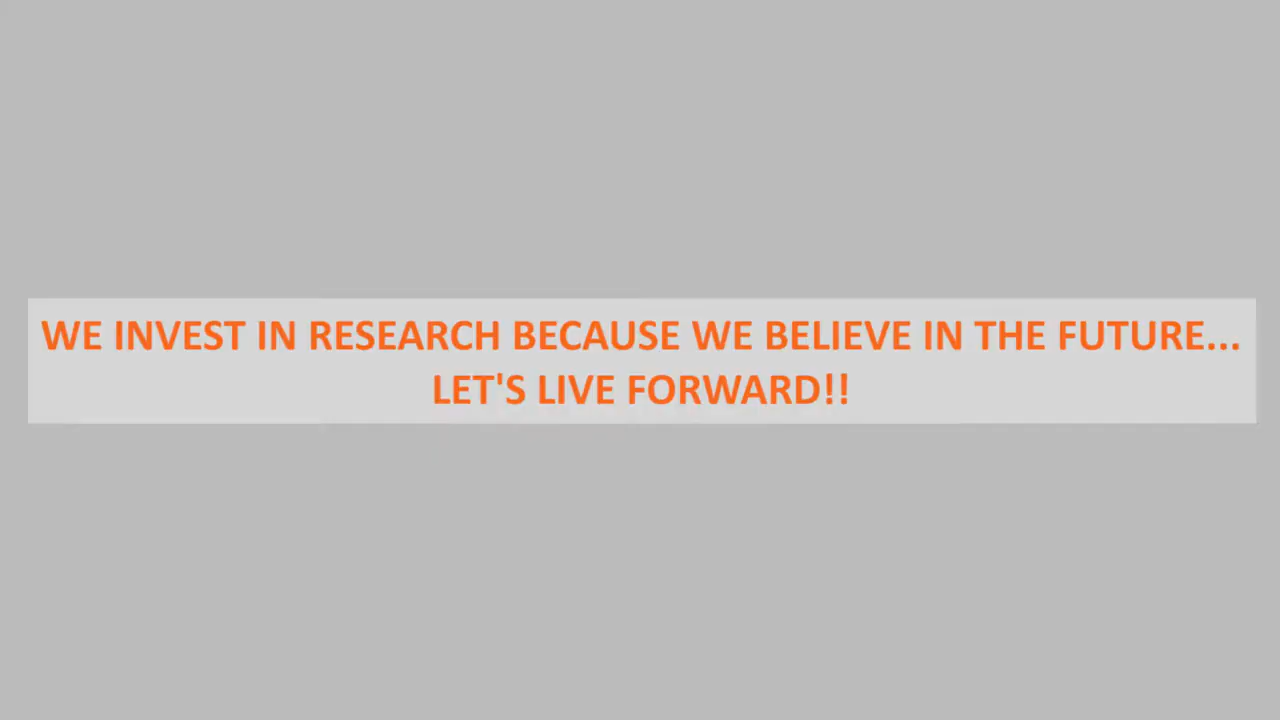 WE INVEST IN RESEARCH BECAUSE WE BELIEVE IN THE FUTURE...
LET'S LIVE FORWARD!!